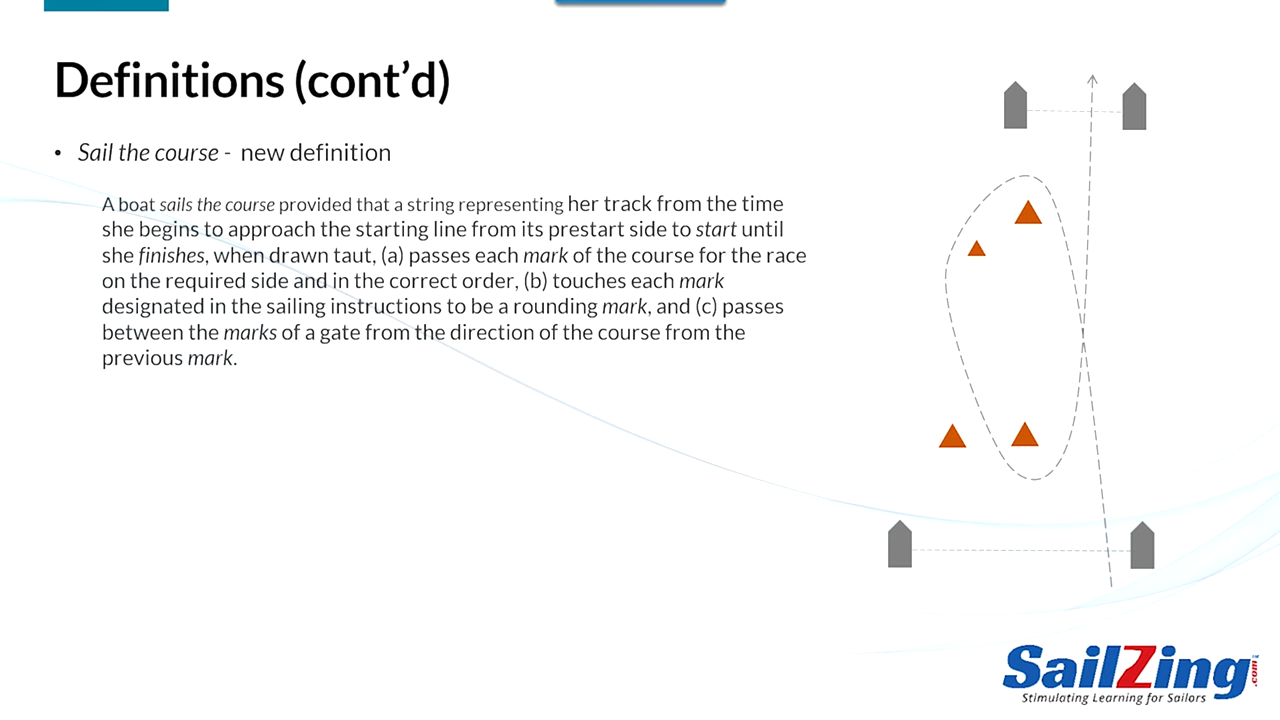 Definitions (cont’d)
• Sail the course - new definition
A boat sails the course provided that a string representing her track from the time
she begins to approach the starting line from its prestart side to start until
she finishes, when drawn taut, (a) passes each mark of the course for the race
on the required side and in the correct order, (b) touches each mark
designated in the sailing instructions to be a rounding mark, and (c) passes
between the marks of a gate from the direction of the course from the
previous mark.
SailZing.com™
Stimulating Learning for Sailors